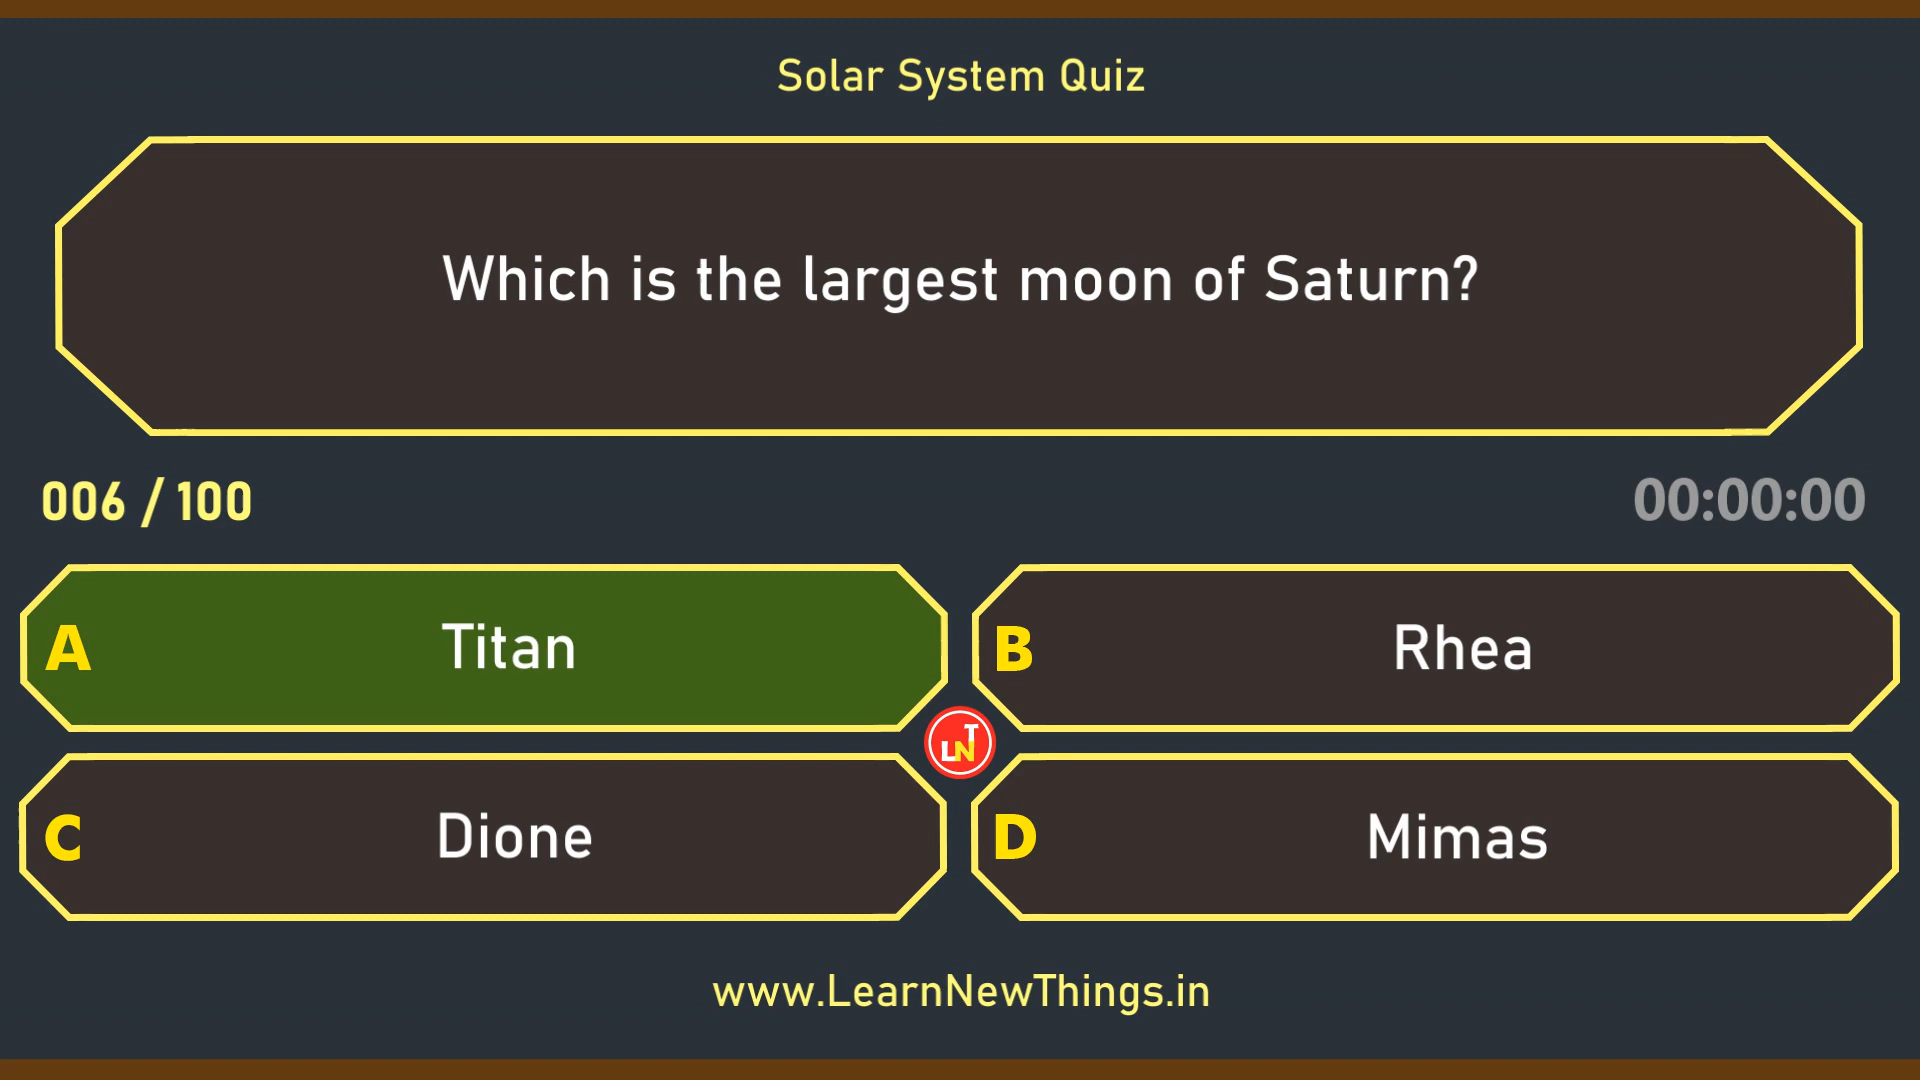 Solar System Quiz
Which is the largest moon of Saturn?
006 / 100
00:00:00
A Titan
B Rhea
LNT
C Dione
D Mimas
www.LearnNewThings.in